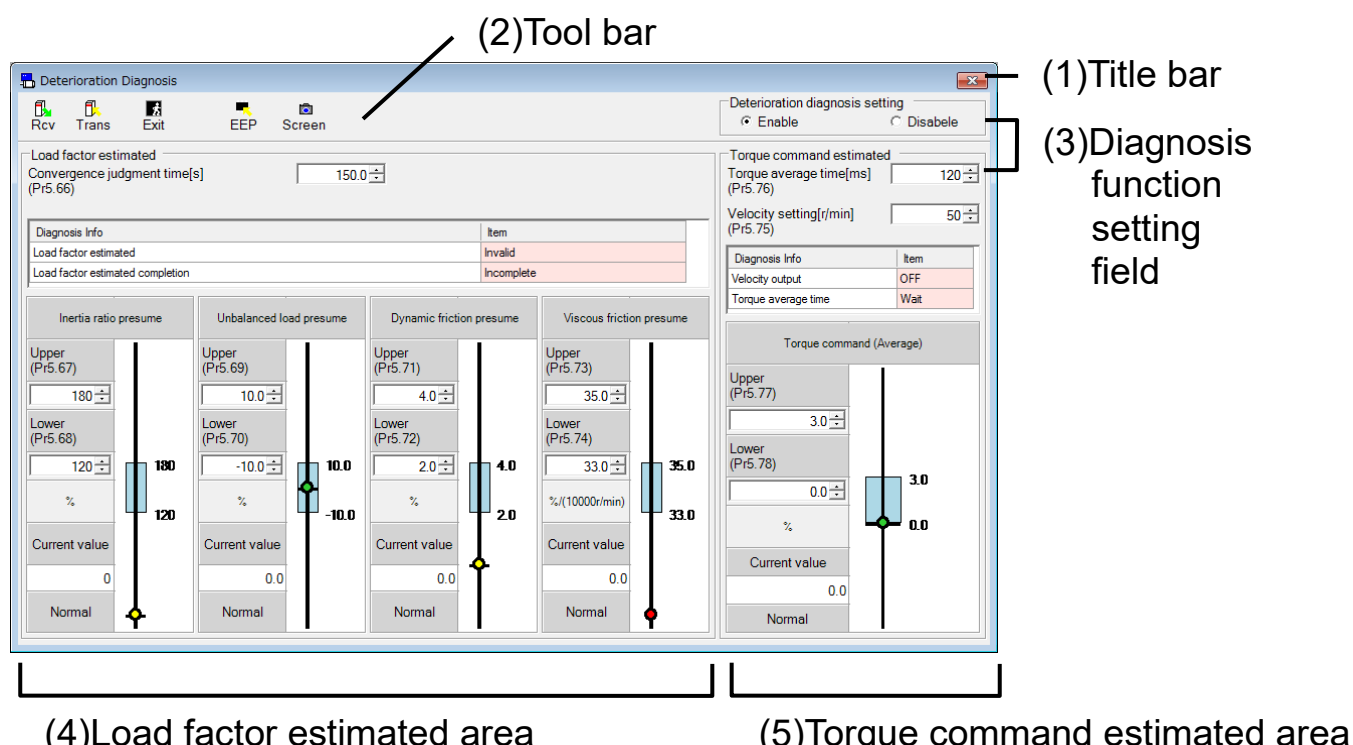 (2)Tool bar
(1)Title bar
Deterioration Diagnosis
Rcv Trans Exit EEP Screen
Deterioration diagnosis setting
Enable Disabele
(3)Diagnosis
function
setting
field
Load factor estimated
Convergence judgment time[s] 150.0
(Pr5.66)
Diagnosis Info Item
Load factor estimated Invalid
Load factor estimated completion Incomplete
Torque command estimated
Torque average time[ms] 120
(Pr5.76)
Velocity setting[r/min] 50
(Pr5.75)
Diagnosis Info Item
Velocity output OFF
Torque average time Wait
Inertia ratio presume
Upper
(Pr5.67)
180
Lower
(Pr5.68)
120
180
%
120
Current value
0
Normal
Unbalanced load presume
Upper
(Pr5.69)
10.0
Lower
(Pr5.70)
-10.0
10.0
%
-10.0
Current value
0.0
Normal
Dynamic friction presume
Upper
(Pr5.71)
4.0
Lower
(Pr5.72)
2.0
4.0
%
2.0
Current value
0.0
Normal
Viscous friction presume
Upper
(Pr5.73)
35.0
Lower
(Pr5.74)
33.0
35.0
%/(10000r/min)
33.0
Current value
0.0
Normal
Torque command (Average)
Upper
(Pr5.77)
3.0
Lower
(Pr5.78)
3.0
0.0
%
0.0
Current value
0.0
Normal
(4)Load factor estimated area
(5)Torque command estimated area